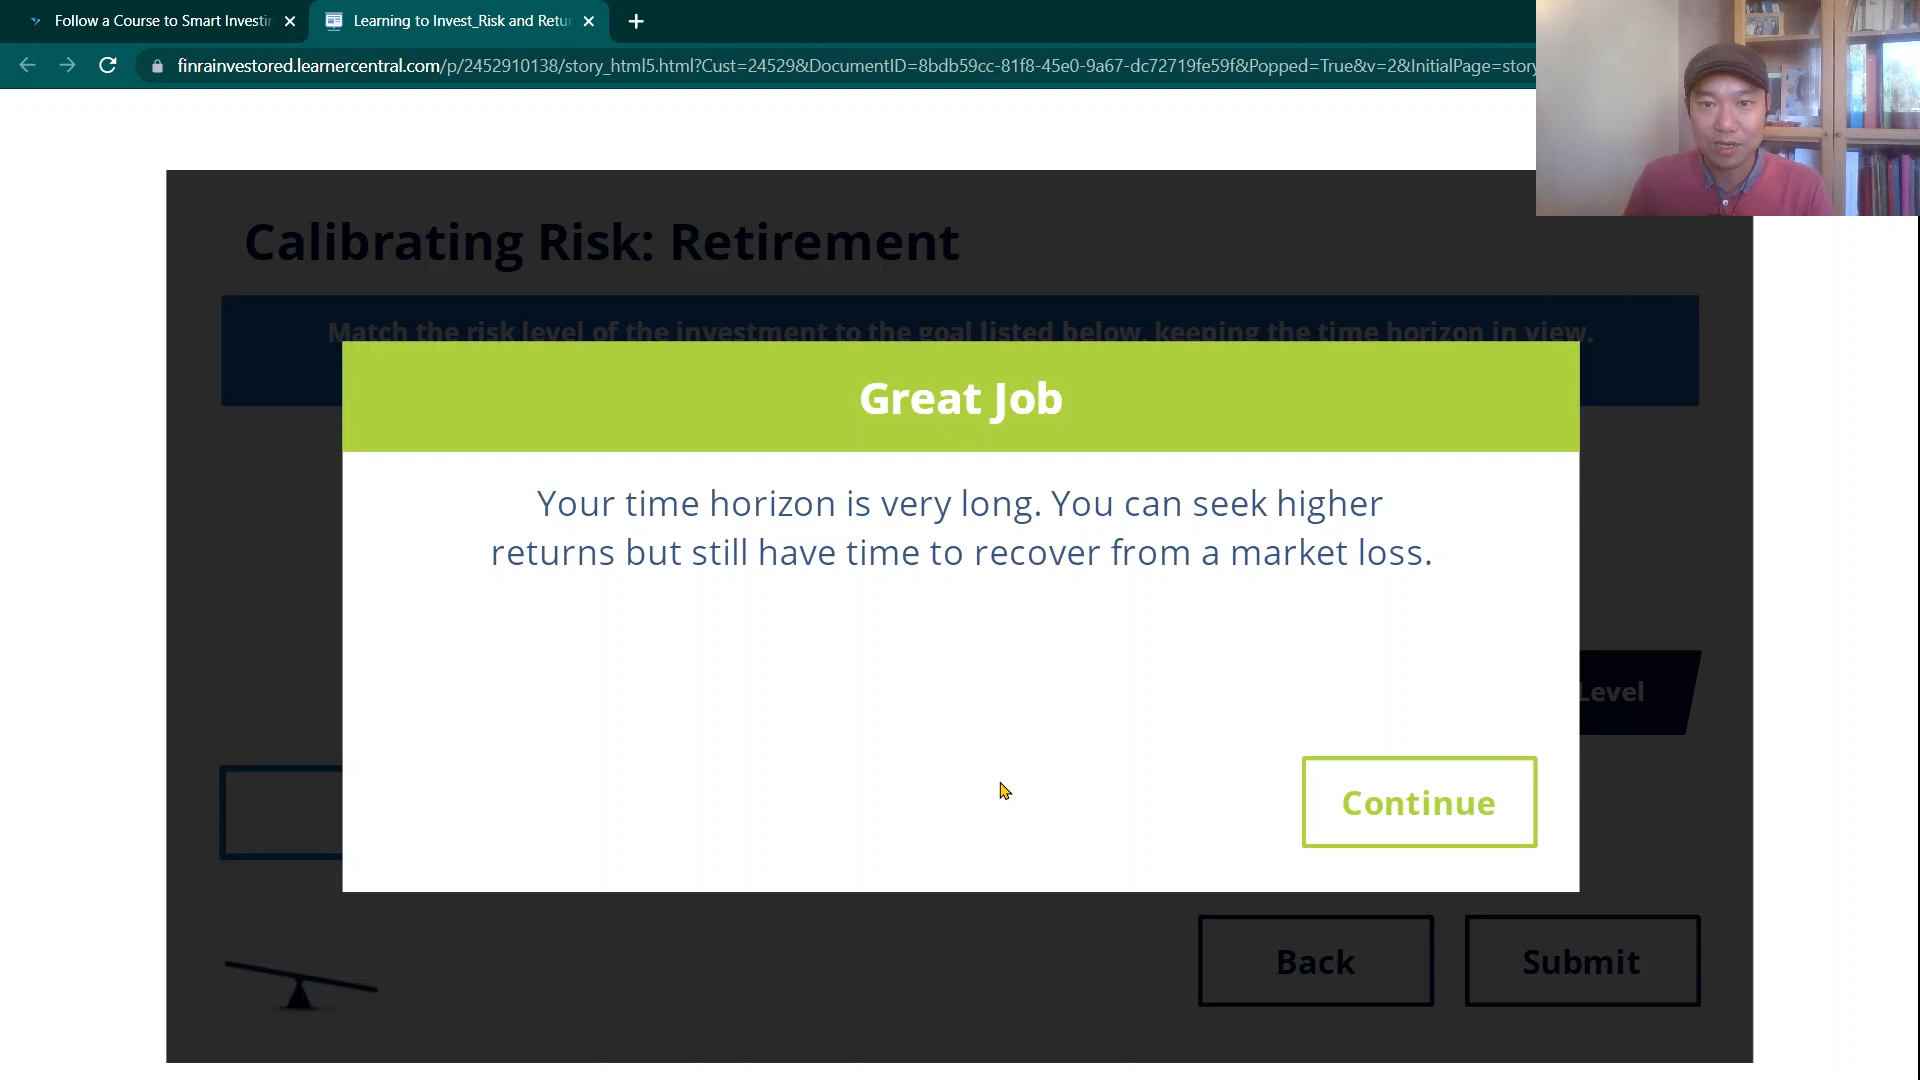 Follow a Course to Smart Investin
Learning to Invest_Risk and Retur
finrainvestored.learnercentral.com/p/2452910138/story_html5.html?Cust=24529&DocumentID=8bdb59cc-81f8-45e0-9a67-dc72719fe59f&Popped=True&v=2&InitialPage=story
Calibrating Risk: Retirement
Match the risk level of the investment to the goal listed below, keeping the time horizon in view.
Great Job
Your time horizon is very long. You can seek higher
returns but still have time to recover from a market loss.
Level
Continue
Back
Submit